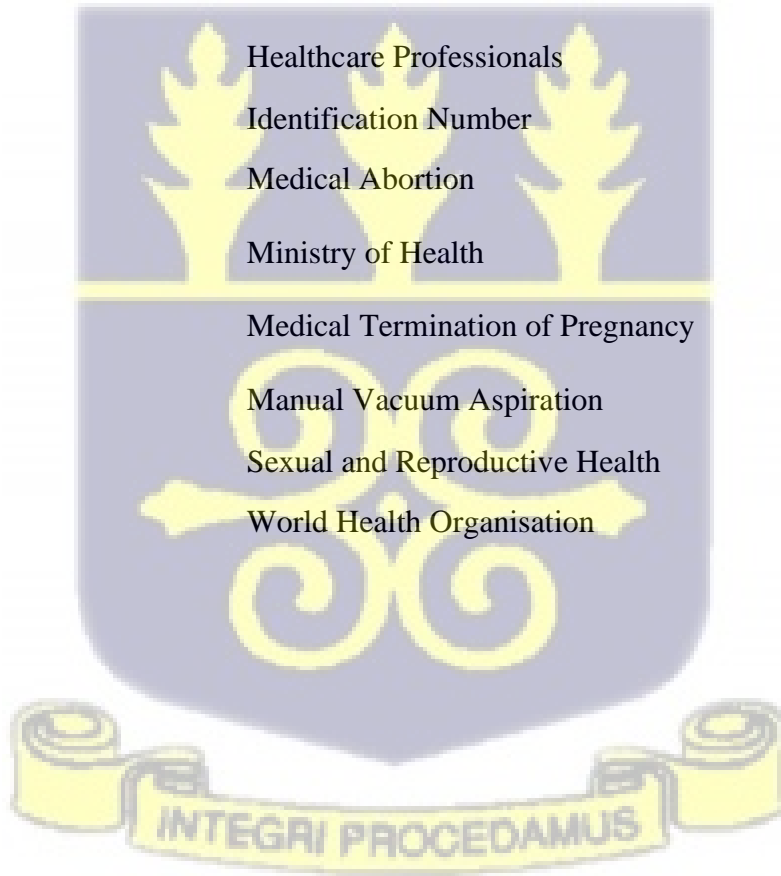 Healthcare Professionals
Identification Number
Medical Abortion
Ministry of Health
Medical Termination of Pregnancy
Manual Vacuum Aspiration
Sexual and Reproductive Health
World Health Organisation
INTEGRI PROCEDAMUS